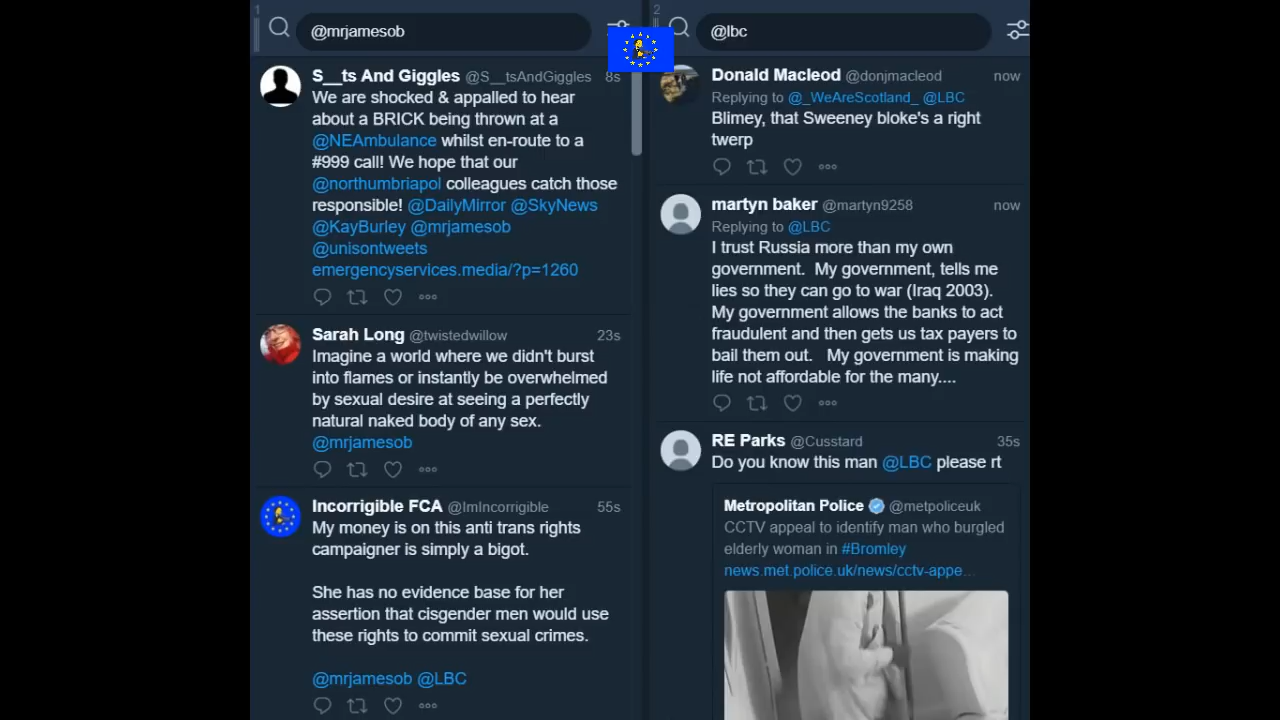 1
@mrjamesob
S__ts And Giggles @S__tsAndGiggles 8s
We are shocked & appalled to hear
about a BRICK being thrown at a
@NEAmbulance whilst en-route to a
#999 call! We hope that our
@northumbriapol colleagues catch those
responsible! @DailyMirror @SkyNews
@KayBurley @mrjamesob
@unisontweets
emergencyservices.media/?p=1260
Sarah Long @twistedwillow 23s
Imagine a world where we didn't burst
into flames or instantly be overwhelmed
by sexual desire at seeing a perfectly
natural naked body of any sex.
@mrjamesob
Incorrigible FCA @ImIncorrigible 55s
My money is on this anti trans rights
campaigner is simply a bigot.
She has no evidence base for her
assertion that cisgender men would use
these rights to commit sexual crimes.
@mrjamesob @LBC
2
@lbc
Donald Macleod @donjmacleod now
Replying to @_WeAreScotland_ @LBC
Blimey, that Sweeney bloke's a right
twerp
martyn baker @martyn9258 now
Replying to @LBC
I trust Russia more than my own
government. My government, tells me
lies so they can go to war (Iraq 2003).
My government allows the banks to act
fraudulent and then gets us tax payers to
bail them out. My government is making
life not affordable for the many....
RE Parks @Cusstard 35s
Do you know this man @LBC please rt
Metropolitan Police @metpoliceuk
CCTV appeal to identify man who burgled
elderly woman in #Bromley
news.met.police.uk/news/cctv-appe…